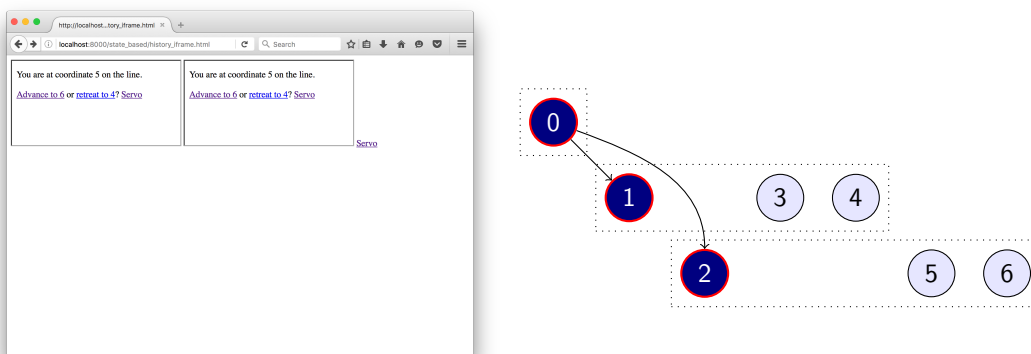 http://localhost...tory_iframe.html
localhost:8000/state_based/history_iframe.html
Search
You are at coordinate 5 on the line.
Advance to 6 or retreat to 4? Servo
You are at coordinate 5 on the line.
Advance to 6 or retreat to 4? Servo
Servo
0
1 3 4
2 5 6